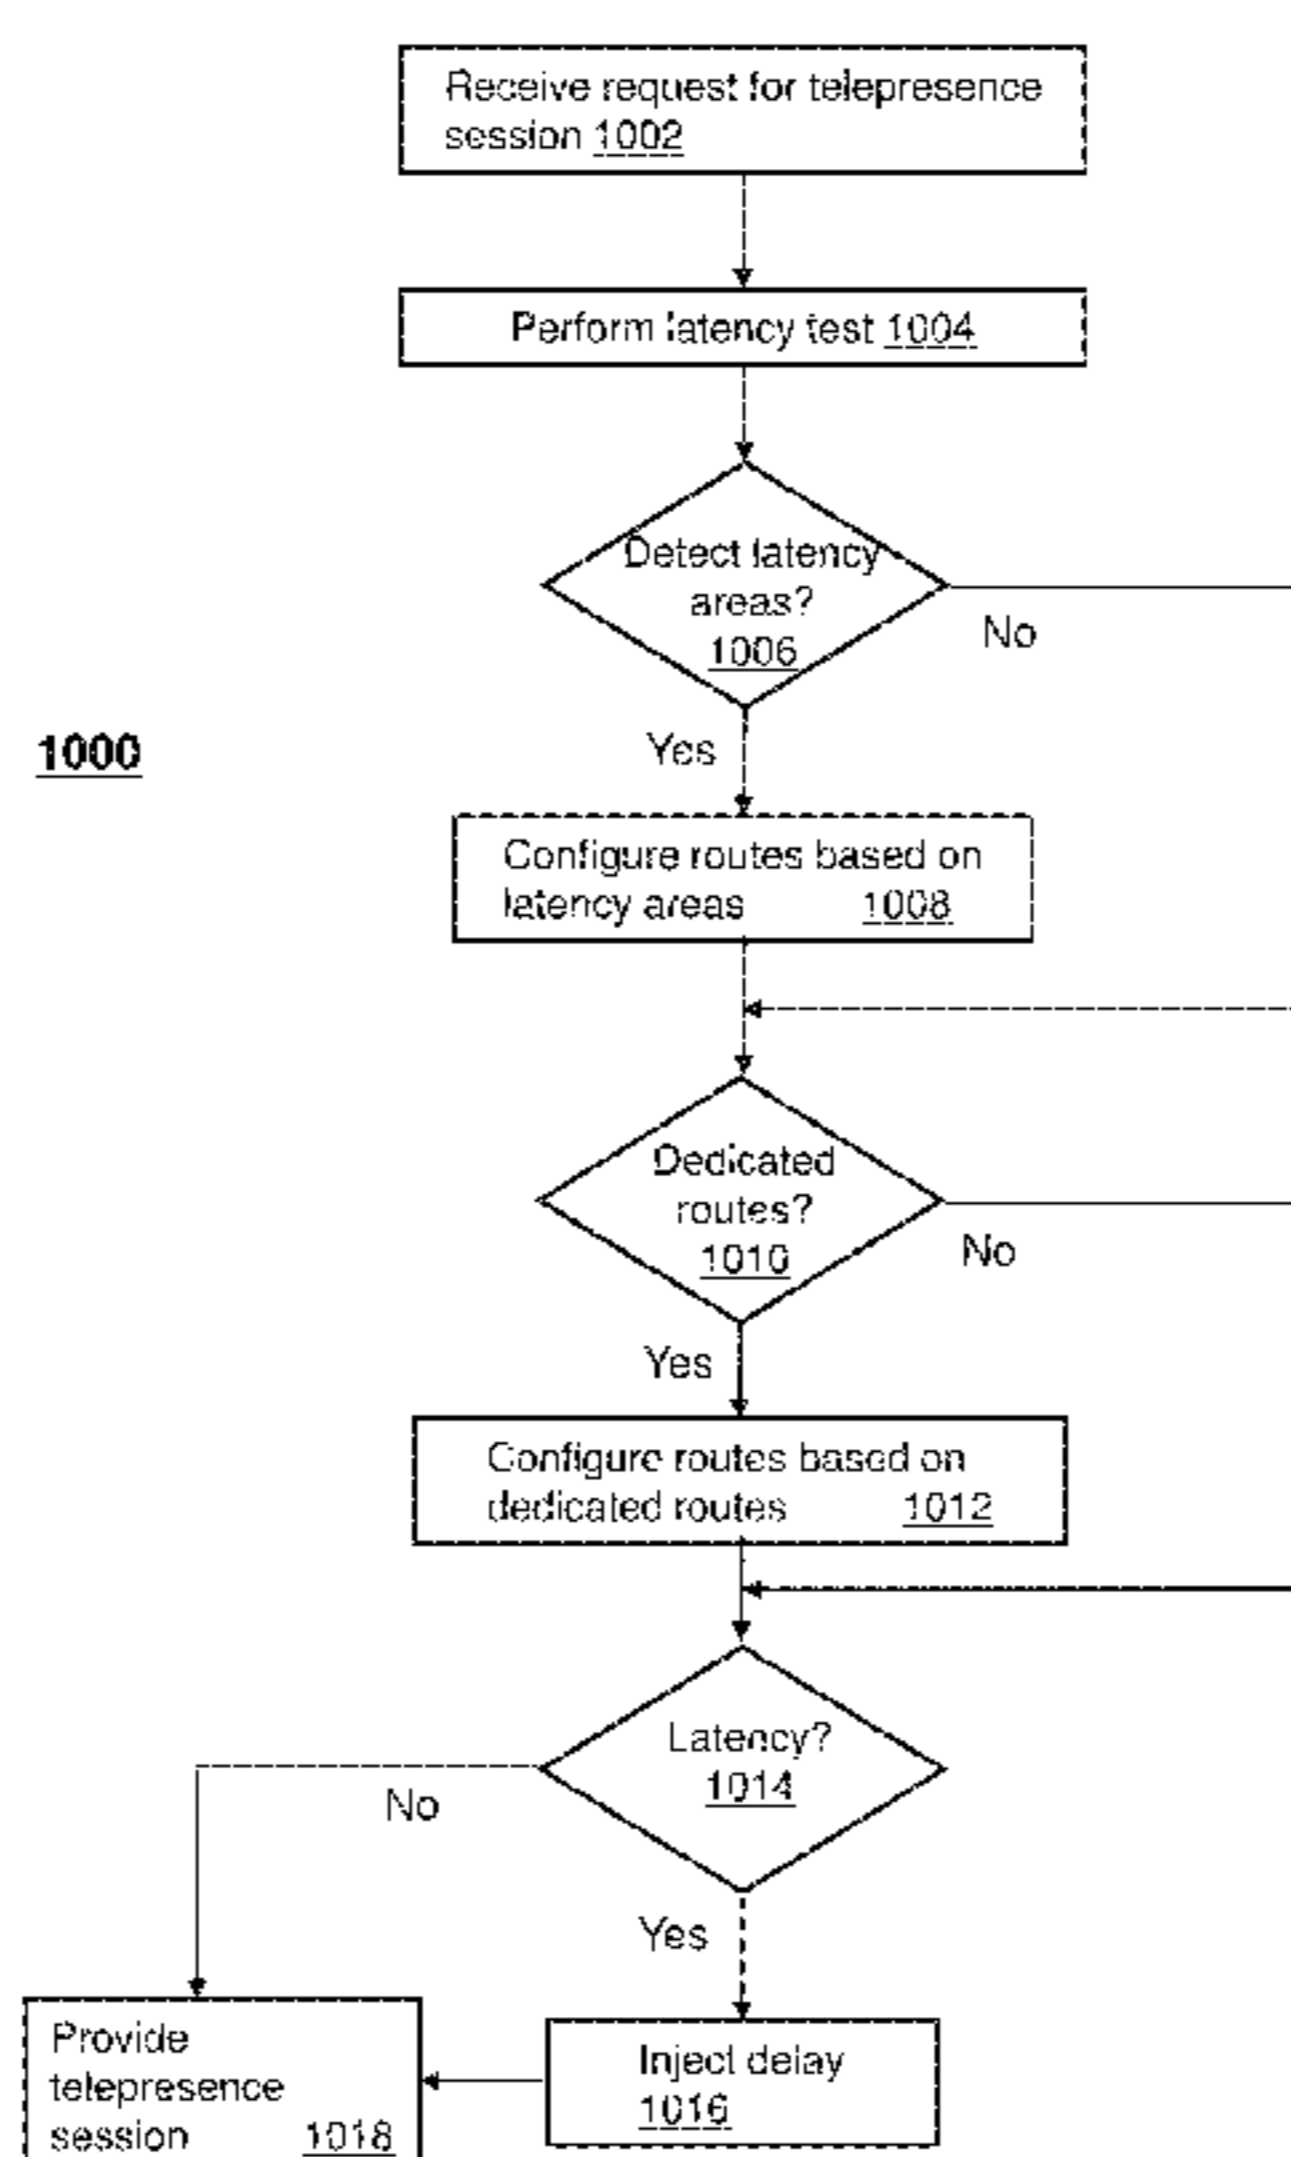 Receive request for telepresence
session 1002
Perform latency test 1004
Detect latency
areas?
1006
No
Yes
1000
Configure routes based on
latency areas 1008
Dedicated
routes?
1010
No
Yes
Configure routes based on
dedicated routes 1012
Latency?
1014
No
Yes
Provide
telepresence
session 1018
Inject delay
1016